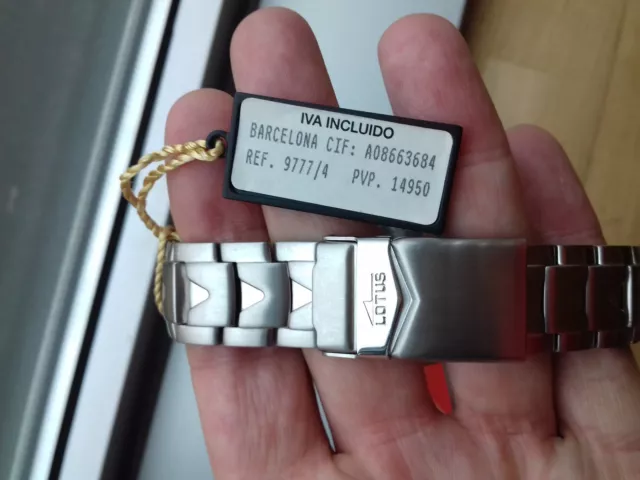 IVA INCLUIDO
BARCELONA CIF: A08663684
REF. 9777/4 PVP. 14950
LOTUS